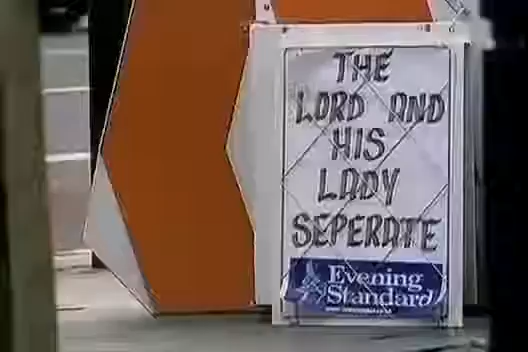 THE
LORD AND
HIS
LADY
SEPERATE
Evening
Standard